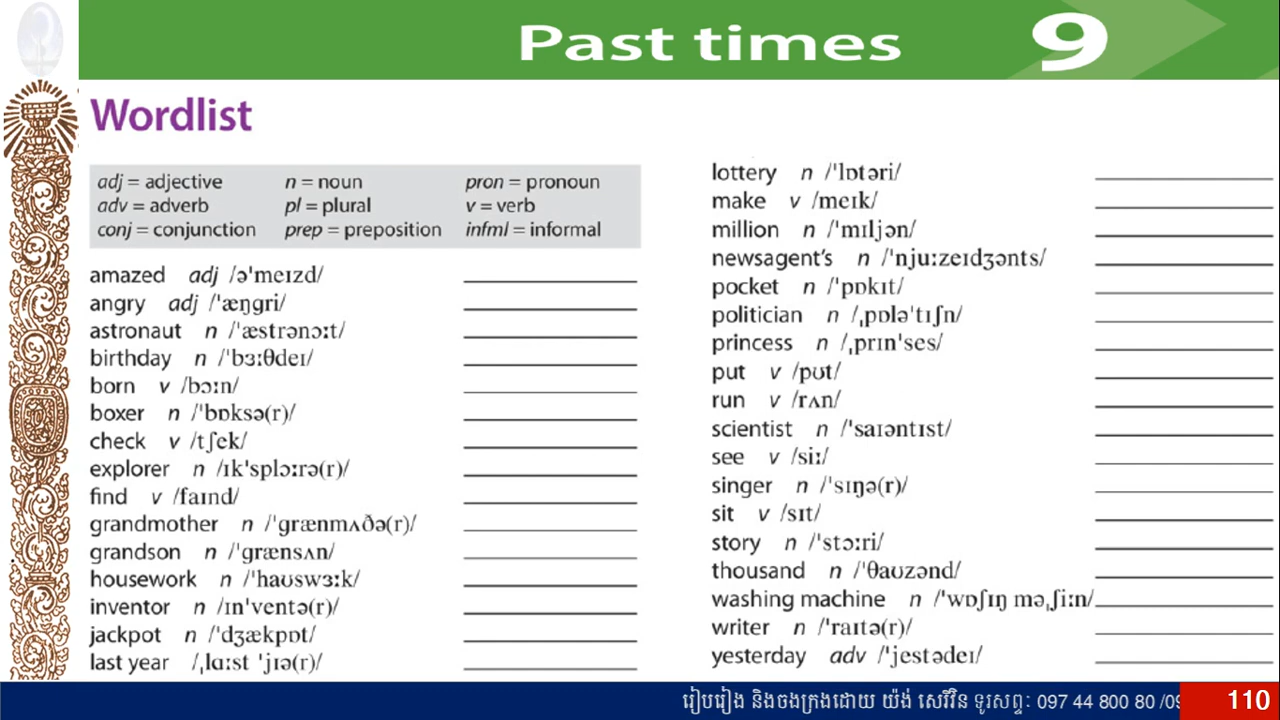 Past times 9
Wordlist
adj = adjective n = noun pron = pronoun
adv = adverb pl = plural v = verb
conj = conjunction prep = preposition infml = informal
amazed adj /ə'meɪzd/
angry adj /'æŋgri/
astronaut n /'æstrənɔːt/
birthday n /'bɜːθdeɪ/
born v /bɔːn/
boxer n /'bɒksə(r)/
check v /tʃek/
explorer n /ɪk'splɔːrə(r)/
find v /faɪnd/
grandmother n /'grænmʌðə(r)/
grandson n /'grænsʌn/
housework n /'haʊswɜːk/
inventor n /ɪn'ventə(r)/
jackpot n /'dʒækpɒt/
last year /ˌlɑːst 'jɪə(r)/
lottery n /'lɒtəri/
make v /meɪk/
million n /'mɪljən/
newsagent's n /'njuːzeɪdʒənts/
pocket n /'pɒkɪt/
politician n /ˌpɒlə'tɪʃn/
princess n /ˌprɪn'ses/
put v /pʊt/
run v /rʌn/
scientist n /'saɪəntɪst/
see v /siː/
singer n /'sɪŋə(r)/
sit v /sɪt/
story n /'stɔːri/
thousand n /'θaʊzənd/
washing machine n /'wɒʃɪŋ məˌʃiːn/
writer n /'raɪtə(r)/
yesterday adv /'jestədeɪ/
រៀបរៀង និងចងក្រងដោយ យ៉ង់ សេរីវិន ទូរសព្ទ: 097 44 800 80 /09 110